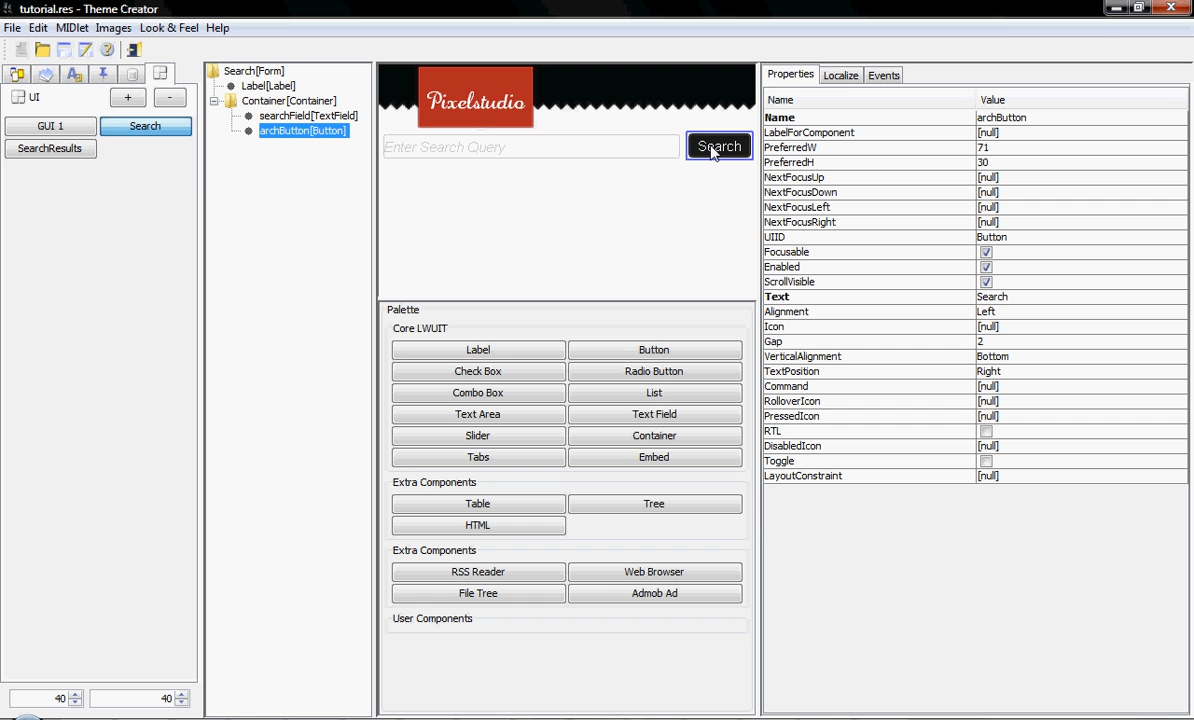 tutorial.res - Theme Creator
File Edit MIDlet Images Look & Feel Help
UI
+ -
GUI 1
Search
SearchResults
40 40
Search[Form]
Label[Label]
Container[Container]
searchField[TextField]
archButton[Button]
Pixelstudio
Enter Search Query
Search
Palette
Core LWUIT
Label Button
Check Box Radio Button
Combo Box List
Text Area Text Field
Slider Container
Tabs Embed
Extra Components
Table Tree
HTML
Extra Components
RSS Reader Web Browser
File Tree Admob Ad
User Components
Properties Localize Events
Name Value
Name archButton
LabelForComponent [null]
PreferredW 71
PreferredH 30
NextFocusUp [null]
NextFocusDown [null]
NextFocusLeft [null]
NextFocusRight [null]
UIID Button
Focusable
Enabled
ScrollVisible
Text Search
Alignment Left
Icon [null]
Gap 2
VerticalAlignment Bottom
TextPosition Right
Command [null]
RolloverIcon [null]
PressedIcon [null]
RTL
DisabledIcon [null]
Toggle
LayoutConstraint [null]